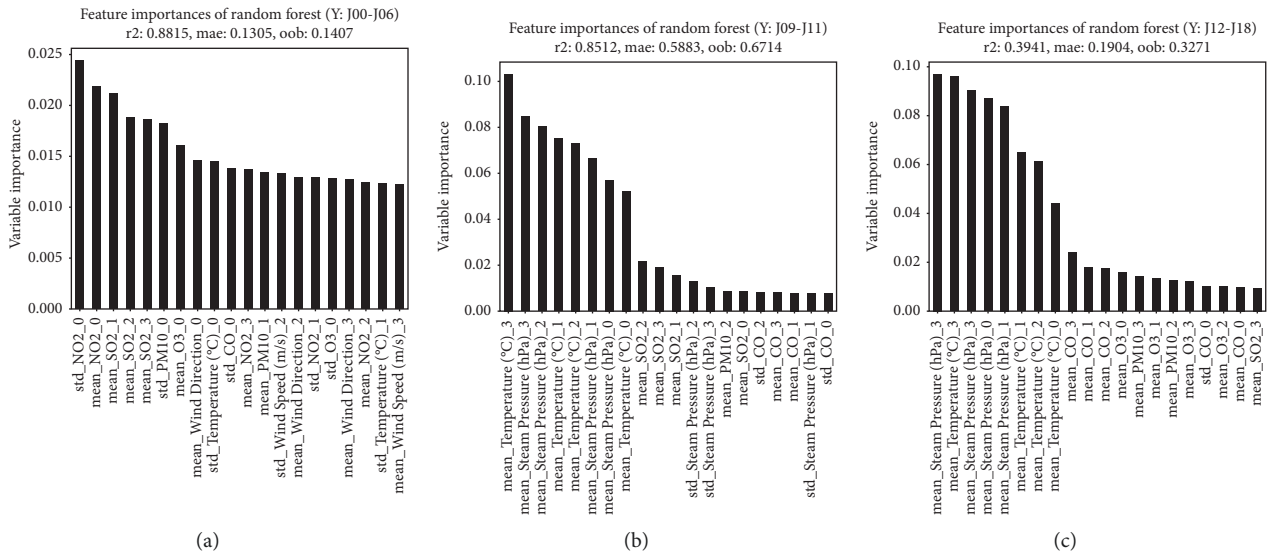 Feature importances of random forest (Y: J00-J06)
r2: 0.8815, mae: 0.1305, oob: 0.1407
Variable importance
0.025
0.020
0.015
0.010
0.005
0.000
std_NO2_0
mean_NO2_0
mean_SO2_1
mean_SO2_2
mean_SO2_3
std_PM10_0
mean_O3_0
mean_Wind Direction_0
std_Temperature (°C)_0
std_CO_0
mean_NO2_3
mean_PM10_1
std_Wind Speed (m/s)_2
mean_Wind Direction_2
std_NO2_1
std_O3_0
mean_Wind Direction_3
mean_NO2_2
std_Temperature (°C)_1
mean_Wind Speed (m/s)_3
(a)
Feature importances of random forest (Y: J09-J11)
r2: 0.8512, mae: 0.5883, oob: 0.6714
Variable importance
0.10
0.08
0.06
0.04
0.02
0.00
mean_Temperature (°C)_3
mean_Steam Pressure (hPa)_3
mean_Steam Pressure (hPa)_2
mean_Temperature (°C)_1
mean_Temperature (°C)_2
mean_Steam Pressure (hPa)_1
mean_Steam Pressure (hPa)_0
mean_Temperature (°C)_0
mean_SO2_2
mean_SO2_3
mean_SO2_1
std_Steam Pressure (hPa)_2
std_Steam Pressure (hPa)_3
mean_PM10_2
mean_SO2_0
std_CO_2
mean_CO_3
mean_CO_1
std_Steam Pressure (hPa)_1
std_CO_0
(b)
Feature importances of random forest (Y: J12-J18)
r2: 0.3941, mae: 0.1904, oob: 0.3271
Variable importance
0.10
0.08
0.06
0.04
0.02
0.00
mean_Steam Pressure (hPa)_3
mean_Temperature (°C)_3
mean_Steam Pressure (hPa)_2
mean_Steam Pressure (hPa)_0
mean_Steam Pressure (hPa)_1
mean_Temperature (°C)_1
mean_Temperature (°C)_2
mean_Temperature (°C)_0
mean_CO_3
mean_CO_1
mean_CO_2
mean_O3_0
mean_PM10_3
mean_O3_1
mean_PM10_2
mean_O3_3
std_CO_0
mean_O3_2
mean_CO_0
mean_SO2_3
(c)